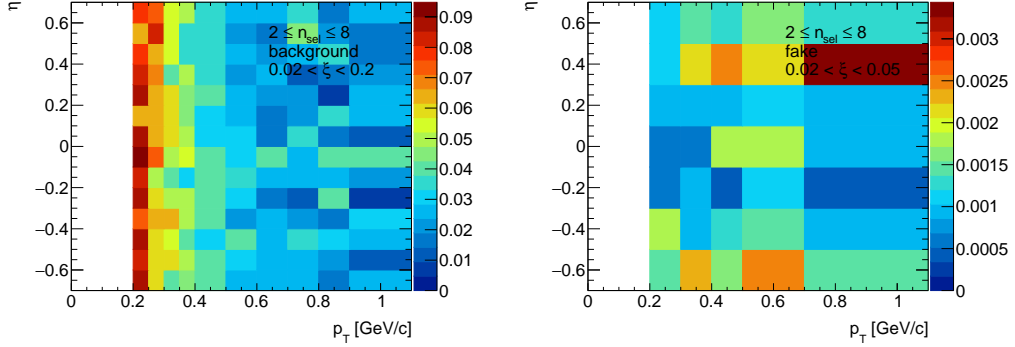 η
0.6
0.4
0.2
0
−0.2
−0.4
−0.6
2 ≤ n_sel ≤ 8
background
0.02 < ξ < 0.2
0.09
0.08
0.07
0.06
0.05
0.04
0.03
0.02
0.01
0
0 0.2 0.4 0.6 0.8 1
p_T [GeV/c]
η
0.6
0.4
0.2
0
−0.2
−0.4
−0.6
2 ≤ n_sel ≤ 8
fake
0.02 < ξ < 0.05
0.003
0.0025
0.002
0.0015
0.001
0.0005
0
0 0.2 0.4 0.6 0.8 1
p_T [GeV/c]